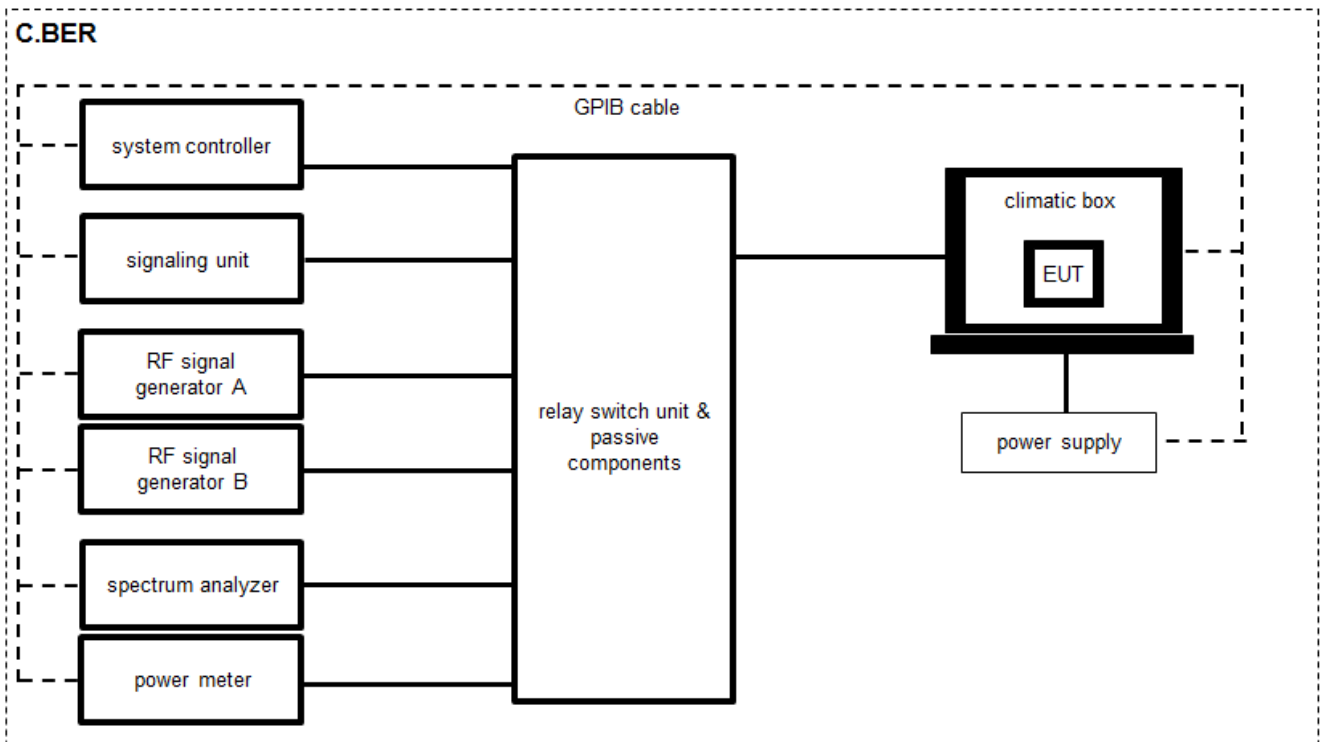 C.BER
GPIB cable
system controller
signaling unit
RF signal
generator A
RF signal
generator B
spectrum analyzer
power meter
relay switch unit &
passive
components
climatic box
EUT
power supply